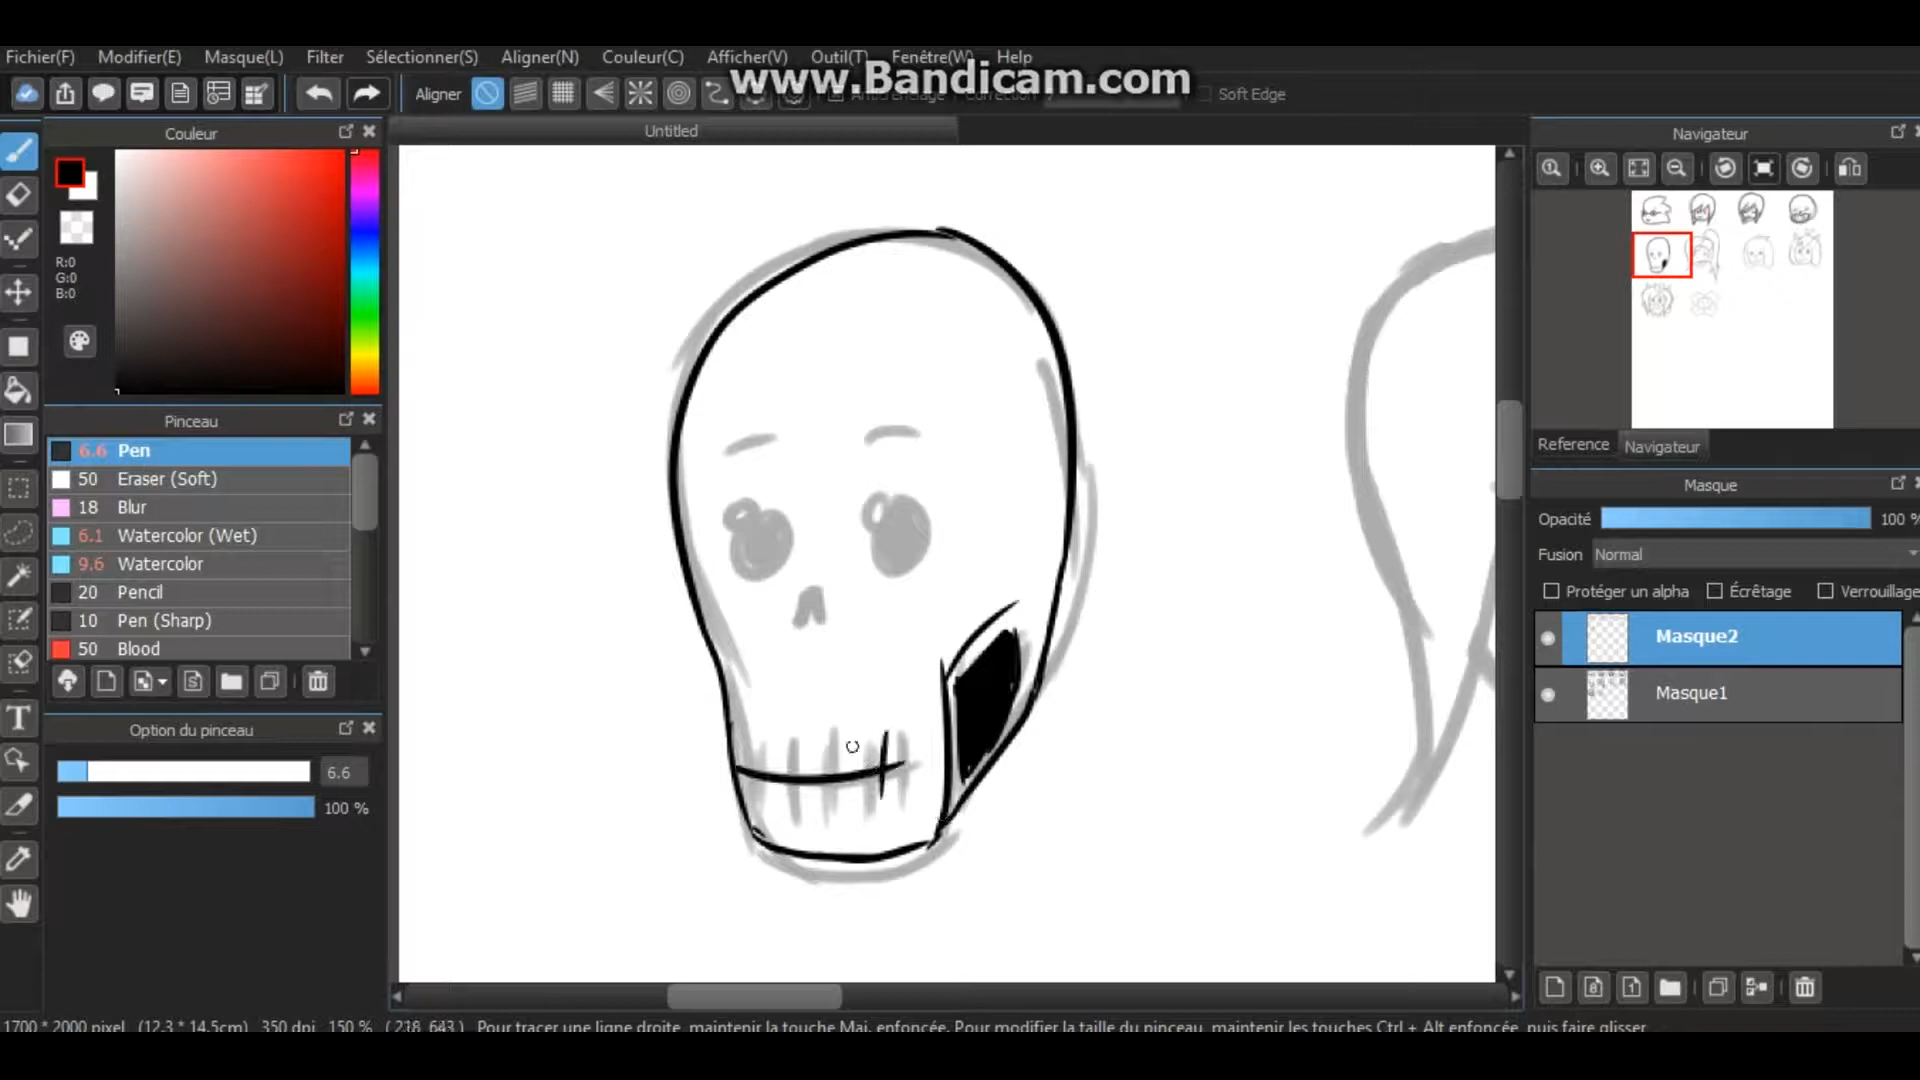 Fichier(F) Modifier(E) Masque(L) Filter Sélectionner(S) Aligner(N) Couleur(C) Afficher(V) Outil(T) Fenêtre(W) Help
www.Bandicam.com
Aligner
Soft Edge
Couleur
Untitled
Navigateur
R:0
G:0
B:0
Pinceau
6.6 Pen
50 Eraser (Soft)
18 Blur
6.1 Watercolor (Wet)
9.6 Watercolor
20 Pencil
10 Pen (Sharp)
50 Blood
Option du pinceau
6.6
100 %
Reference Navigateur
Masque
Opacité 100 %
Fusion Normal
Protéger un alpha Écrêtage Verrouillage
Masque2
Masque1
T
1700 * 2000 pixel (12.3 * 14.5cm) 350 dpi 150 % ( 218, 643 ) Pour tracer une ligne droite, maintenir la touche Maj. enfoncée. Pour modifier la taille du pinceau, maintenir les touches Ctrl + Alt enfoncée, puis faire glisser